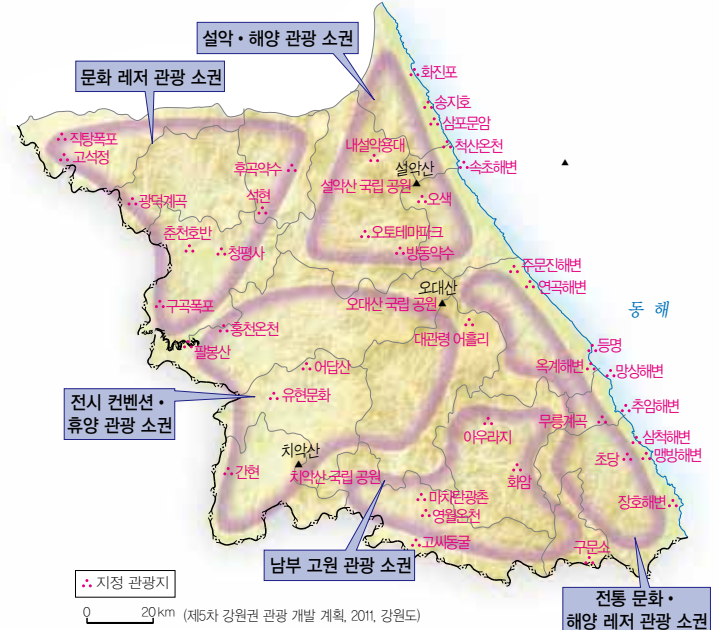 설악・해양 관광 소권
문화 레저 관광 소권
화진포
송지호
삼포문암
직탕폭포
고석정
내설악용대
척산온천
후곡약수
설악산
속초해변
설악산 국립 공원
오색
광덕계곡
석현
춘천호반
청평사
오토테마파크
방동약수
주문진해변
오대산
연곡해변
구곡폭포
오대산 국립 공원
동 해
홍천온천
대관령 어흘리
팔봉산
등명
어답산
옥계해변
망상해변
전시 컨벤션・
휴양 관광 소권
유현문화
추암해변
아우라지
무릉계곡
삼척해변
치악산
초당
맹방해변
간현
치악산 국립 공원
화암
마차탄광촌
장호해변
영월온천
고씨동굴
구문소
남부 고원 관광 소권
지정 관광지
전통 문화・
해양 레저 관광 소권
0 20km (제5차 강원권 관광 개발 계획, 2011, 강원도)